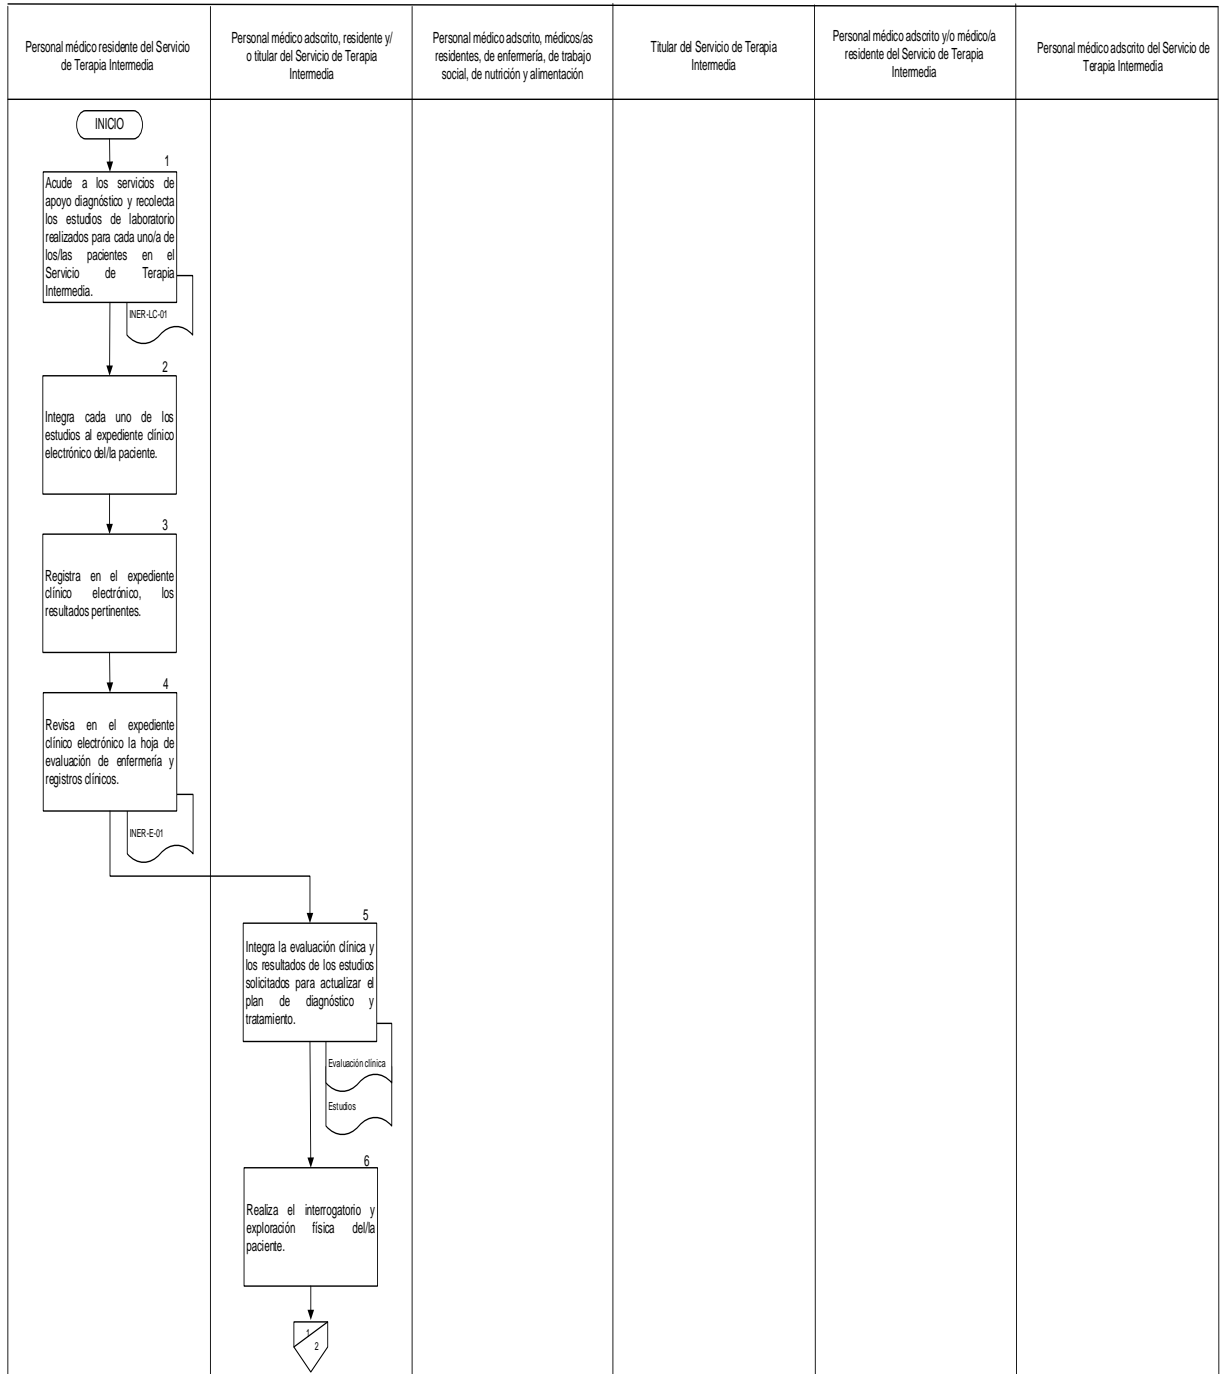 Personal médico residente del Servicio
de Terapia Intermedia
Personal médico adscrito, residente y/
o titular del Servicio de Terapia
Intermedia
Personal médico adscrito, médicos/as
residentes, de enfermería, de trabajo
social, de nutrición y alimentación
Titular del Servicio de Terapia
Intermedia
Personal médico adscrito y/o médico/a
residente del Servicio de Terapia
Intermedia
Personal médico adscrito del Servicio de
Terapia Intermedia
INICIO
1
Acude a los servicios de
apoyo diagnóstico y recolecta
los estudios de laboratorio
realizados para cada uno/a de
los/las pacientes en el
Servicio de Terapia
Intermedia.
INER-LC-01
2
Integra cada uno de los
estudios al expediente clínico
electrónico del/la paciente.
3
Registra en el expediente
clínico electrónico, los
resultados pertinentes.
4
Revisa en el expediente
clínico electrónico la hoja de
evaluación de enfermería y
registros clínicos.
INER-E-01
5
Integra la evaluación clínica y
los resultados de los estudios
solicitados para actualizar el
plan de diagnóstico y
tratamiento.
Evaluación clínica
Estudios
6
Realiza el interrogatorio y
exploración física del/la
paciente.
1
2